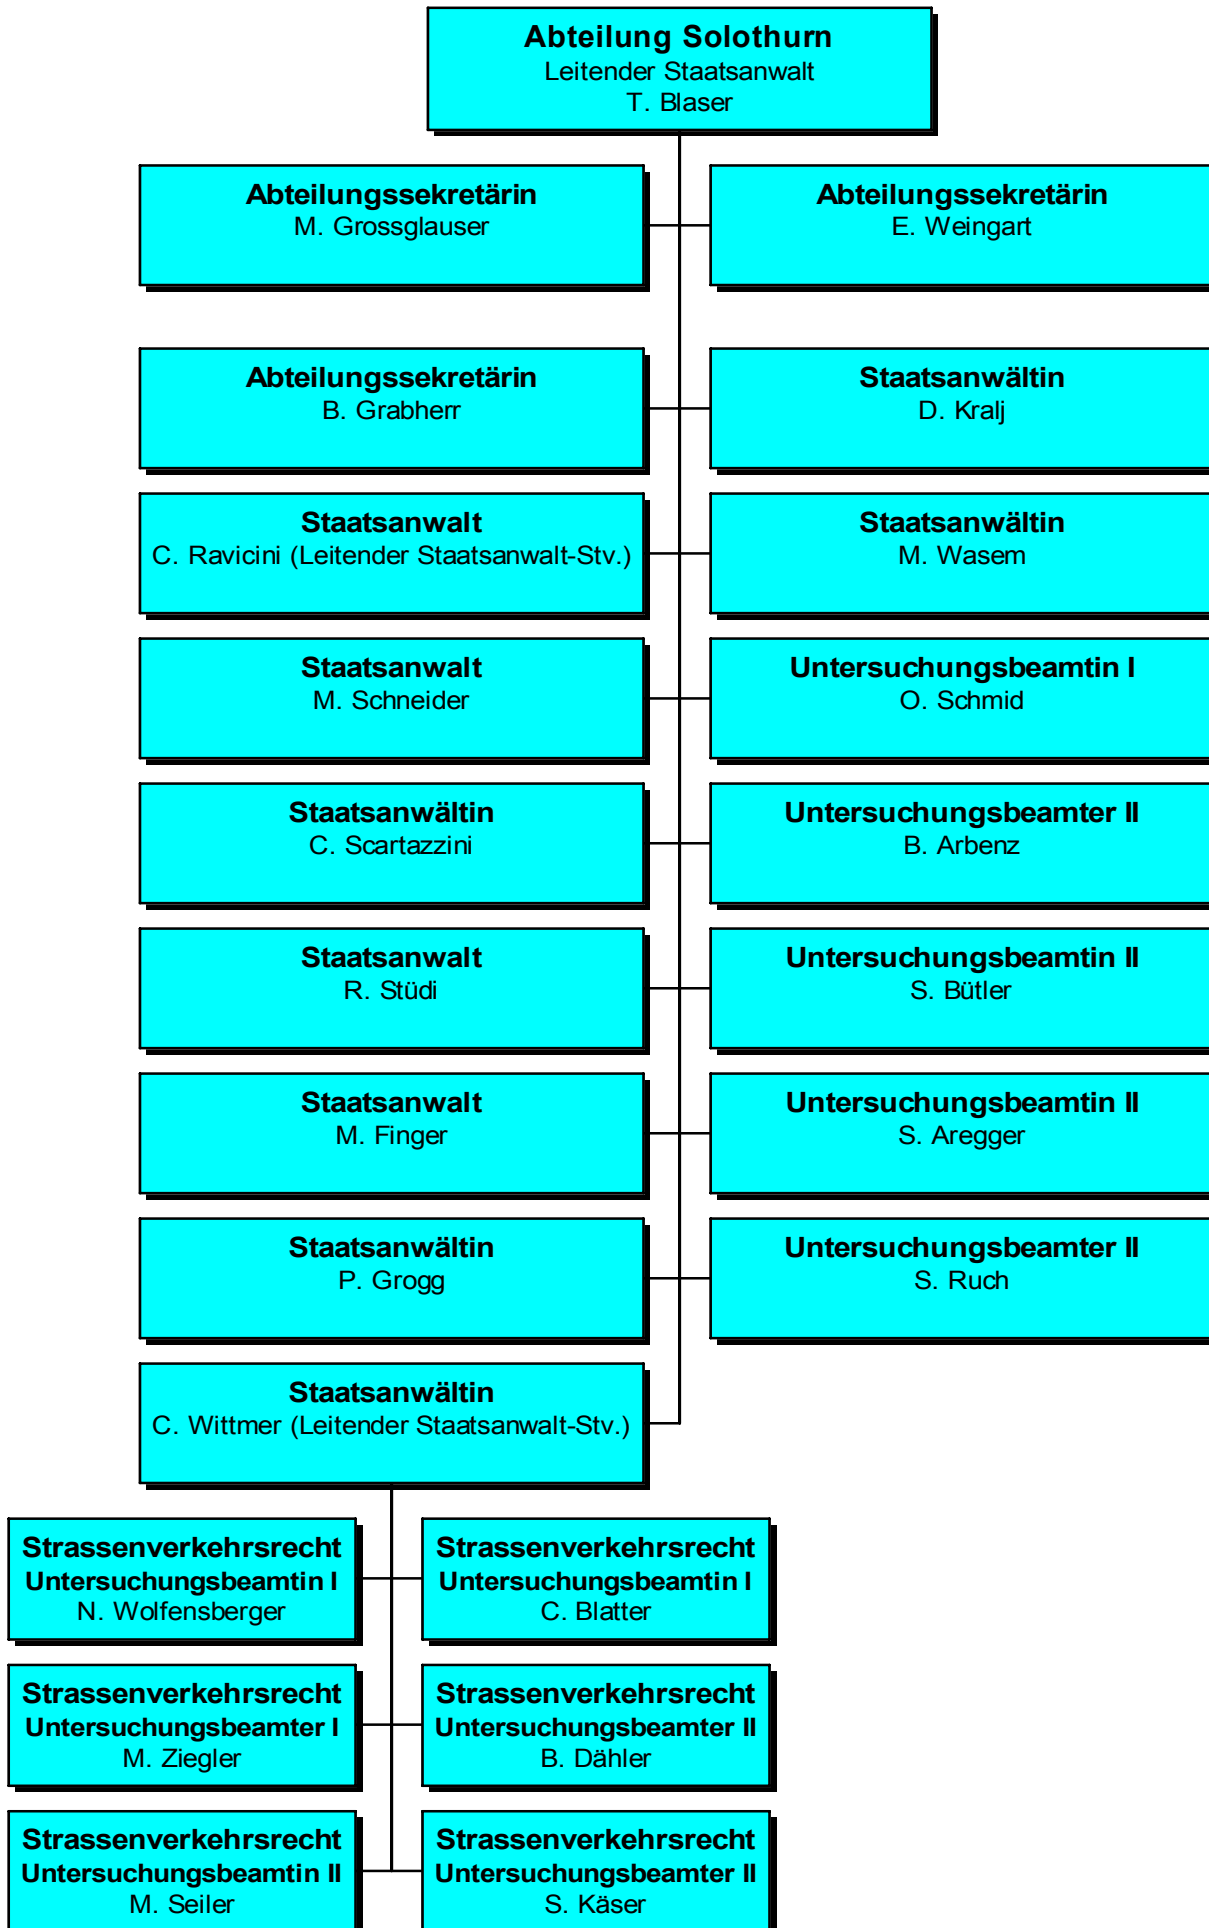 Abteilung Solothurn
Leitender Staatsanwalt
T. Blaser
Abteilungssekretärin
M. Grossglauser
Abteilungssekretärin
E. Weingart
Abteilungssekretärin
B. Grabherr
Staatsanwältin
D. Kralj
Staatsanwalt
C. Ravicini (Leitender Staatsanwalt-Stv.)
Staatsanwältin
M. Wasem
Staatsanwalt
M. Schneider
Untersuchungsbeamtin I
O. Schmid
Staatsanwältin
C. Scartazzini
Untersuchungsbeamter II
B. Arbenz
Staatsanwalt
R. Stüdi
Untersuchungsbeamtin II
S. Bütler
Staatsanwalt
M. Finger
Untersuchungsbeamtin II
S. Aregger
Staatsanwältin
P. Grogg
Untersuchungsbeamter II
S. Ruch
Staatsanwältin
C. Wittmer (Leitender Staatsanwalt-Stv.)
Strassenverkehrsrecht
Untersuchungsbeamtin I
N. Wolfensberger
Strassenverkehrsrecht
Untersuchungsbeamtin I
C. Blatter
Strassenverkehrsrecht
Untersuchungsbeamter I
M. Ziegler
Strassenverkehrsrecht
Untersuchungsbeamter II
B. Dähler
Strassenverkehrsrecht
Untersuchungsbeamtin II
M. Seiler
Strassenverkehrsrecht
Untersuchungsbeamter II
S. Käser